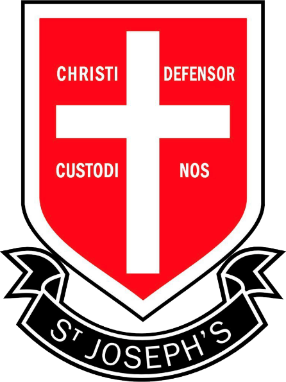 CHRISTI DEFENSOR
CUSTODI NOS
ST JOSEPH'S